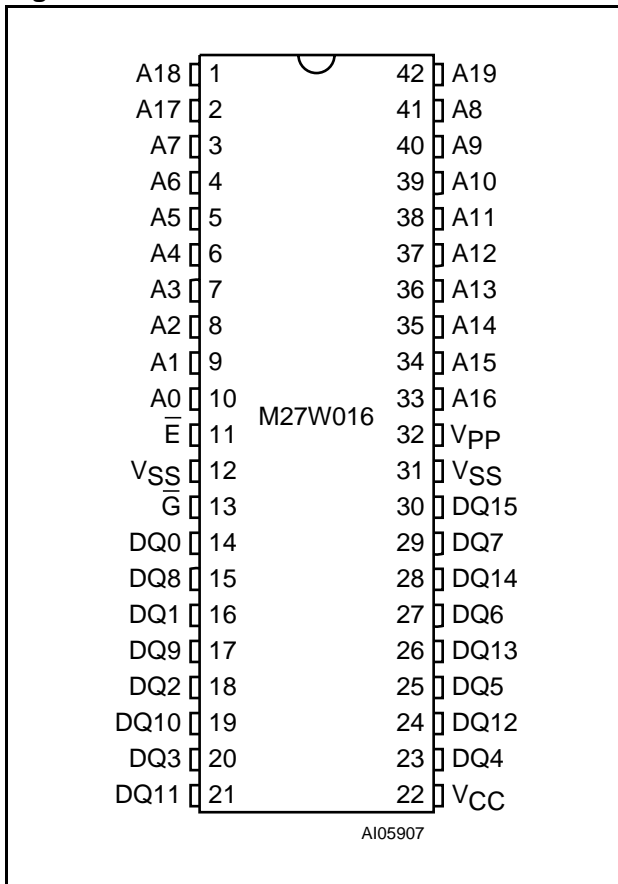 A18 1 42 A19
A17 2 41 A8
A7 3 40 A9
A6 4 39 A10
A5 5 38 A11
A4 6 37 A12
A3 7 36 A13
A2 8 35 A14
A1 9 34 A15
A0 10 33 A16
M27W016
E̅ 11 32 VPP
VSS 12 31 VSS
G̅ 13 30 DQ15
DQ0 14 29 DQ7
DQ8 15 28 DQ14
DQ1 16 27 DQ6
DQ9 17 26 DQ13
DQ2 18 25 DQ5
DQ10 19 24 DQ12
DQ3 20 23 DQ4
DQ11 21 22 VCC
AI05907